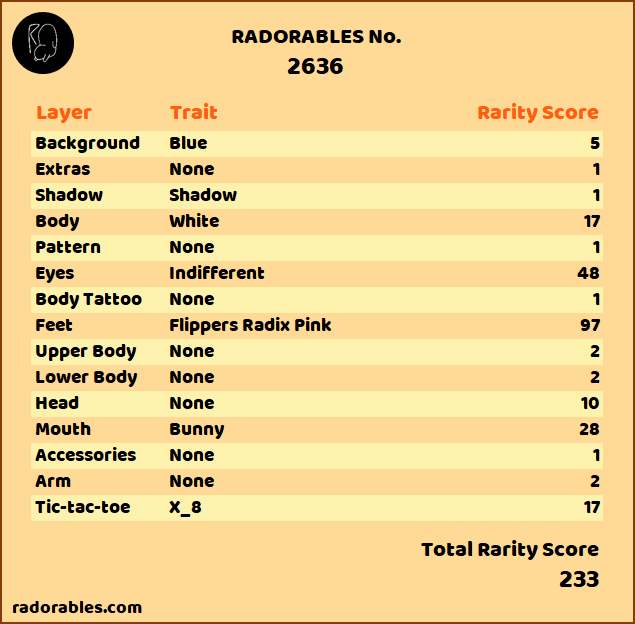 RADORABLES No.
2636
Layer Trait Rarity Score
Background Blue 5
Extras None 1
Shadow Shadow 1
Body White 17
Pattern None 1
Eyes Indifferent 48
Body Tattoo None 1
Feet Flippers Radix Pink 97
Upper Body None 2
Lower Body None 2
Head None 10
Mouth Bunny 28
Accessories None 1
Arm None 2
Tic-tac-toe X_8 17
Total Rarity Score
233
radorables.com